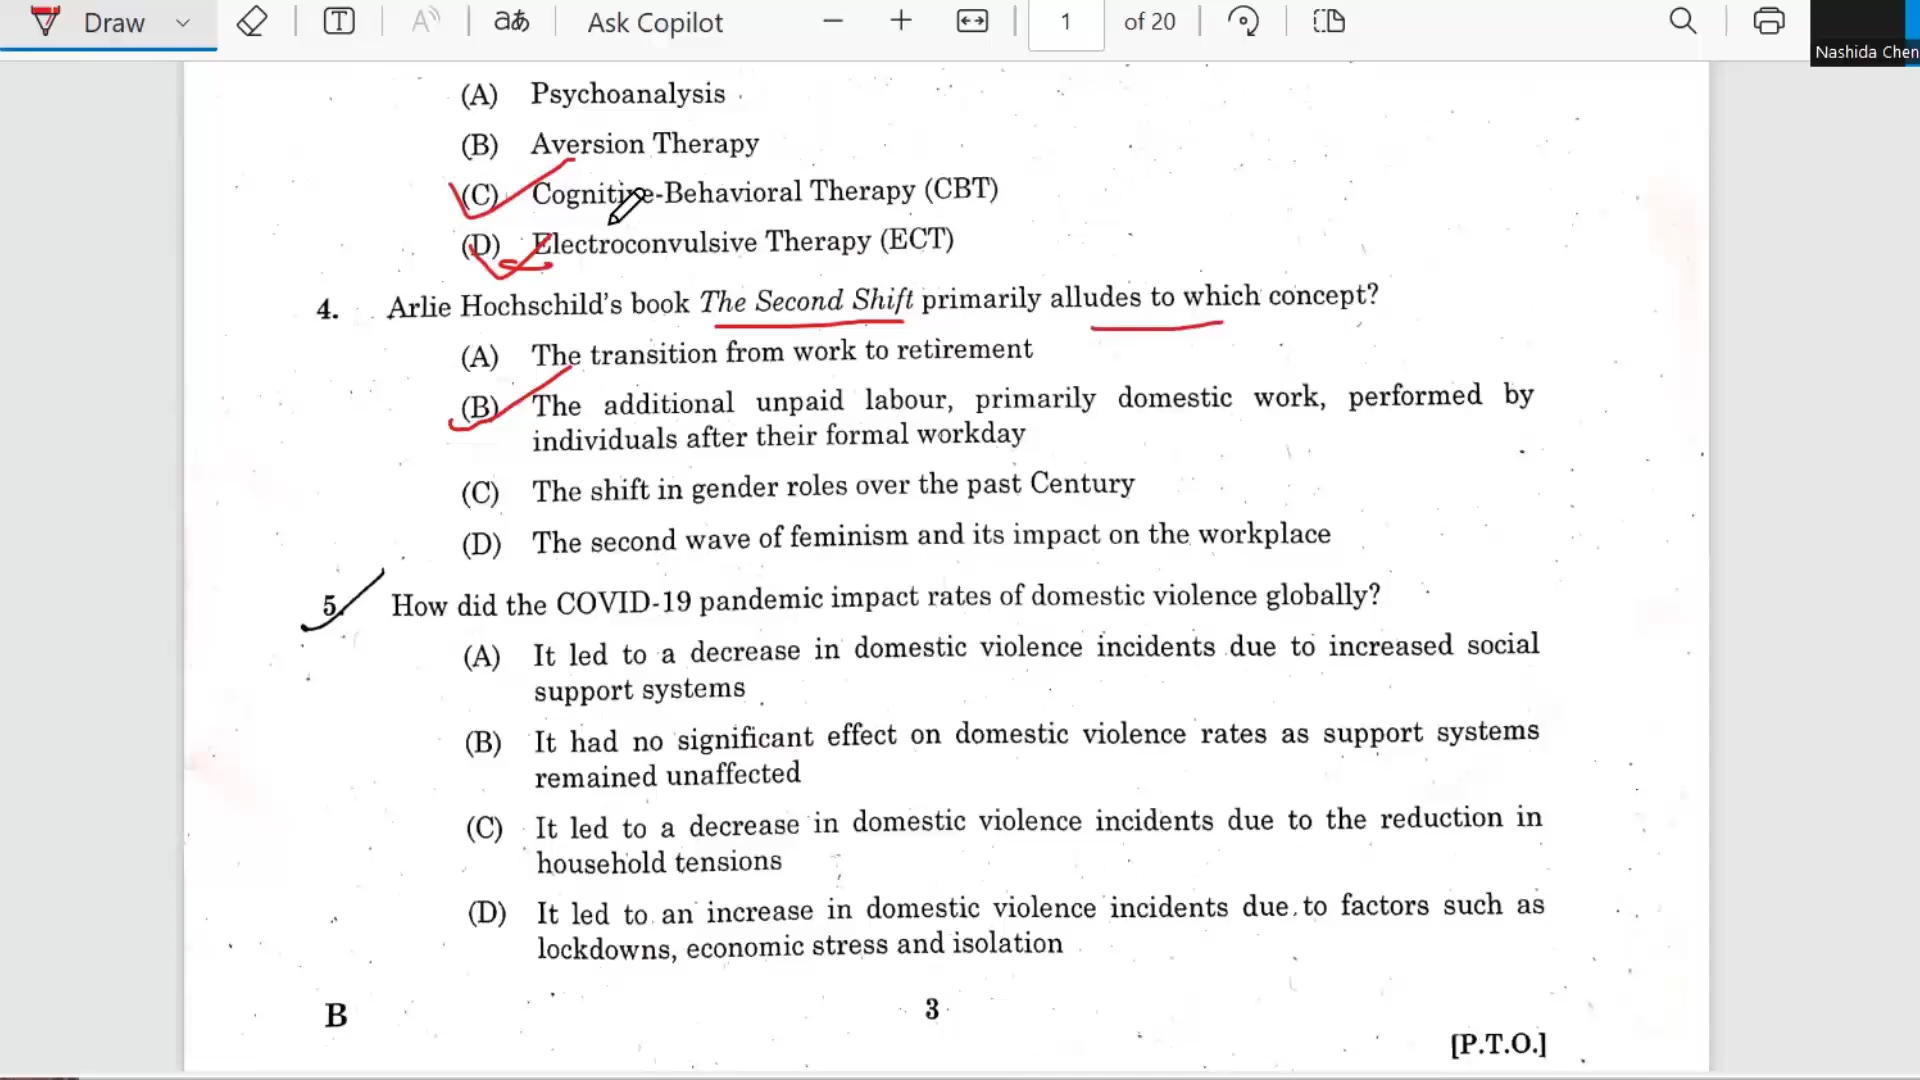 Draw
T
A
aあ
Ask Copilot
1
of 20
Nashida Chen
(A) Psychoanalysis
(B) Aversion Therapy
(C) Cognitive-Behavioral Therapy (CBT)
(D) Electroconvulsive Therapy (ECT)
4. Arlie Hochschild's book The Second Shift primarily alludes to which concept?
(A) The transition from work to retirement
(B) The additional unpaid labour, primarily domestic work, performed by
individuals after their formal workday
(C) The shift in gender roles over the past Century
(D) The second wave of feminism and its impact on the workplace
5. How did the COVID-19 pandemic impact rates of domestic violence globally?
(A) It led to a decrease in domestic violence incidents due to increased social
support systems
(B) It had no significant effect on domestic violence rates as support systems
remained unaffected
(C) It led to a decrease in domestic violence incidents due to the reduction in
household tensions
(D) It led to an increase in domestic violence incidents due to factors such as
lockdowns, economic stress and isolation
B
3
[P.T.O.]